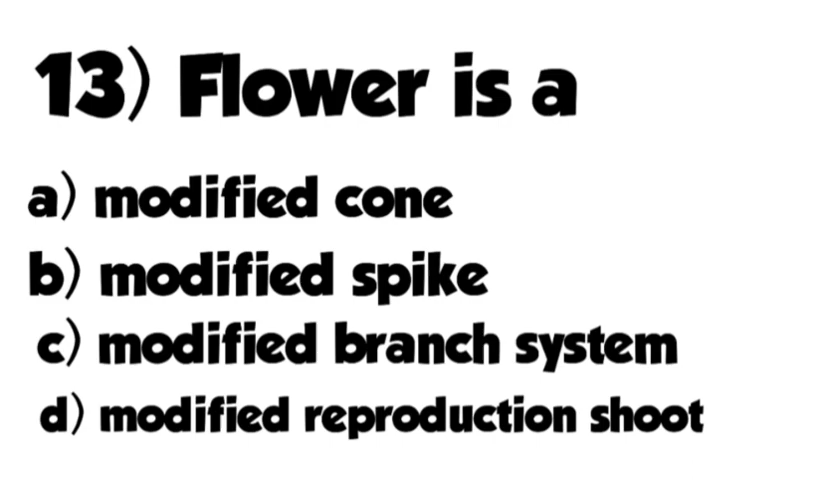 13) Flower is a
a) modified cone
b) modified spike
c) modified branch system
d) modified reproduction shoot